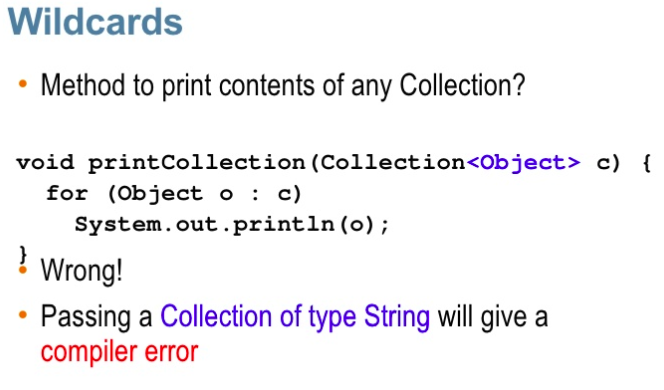 Wildcards
• Method to print contents of any Collection?
void printCollection(Collection<Object> c) {
for (Object o : c)
System.out.println(o);
}
• Wrong!
• Passing a Collection of type String will give a
compiler error